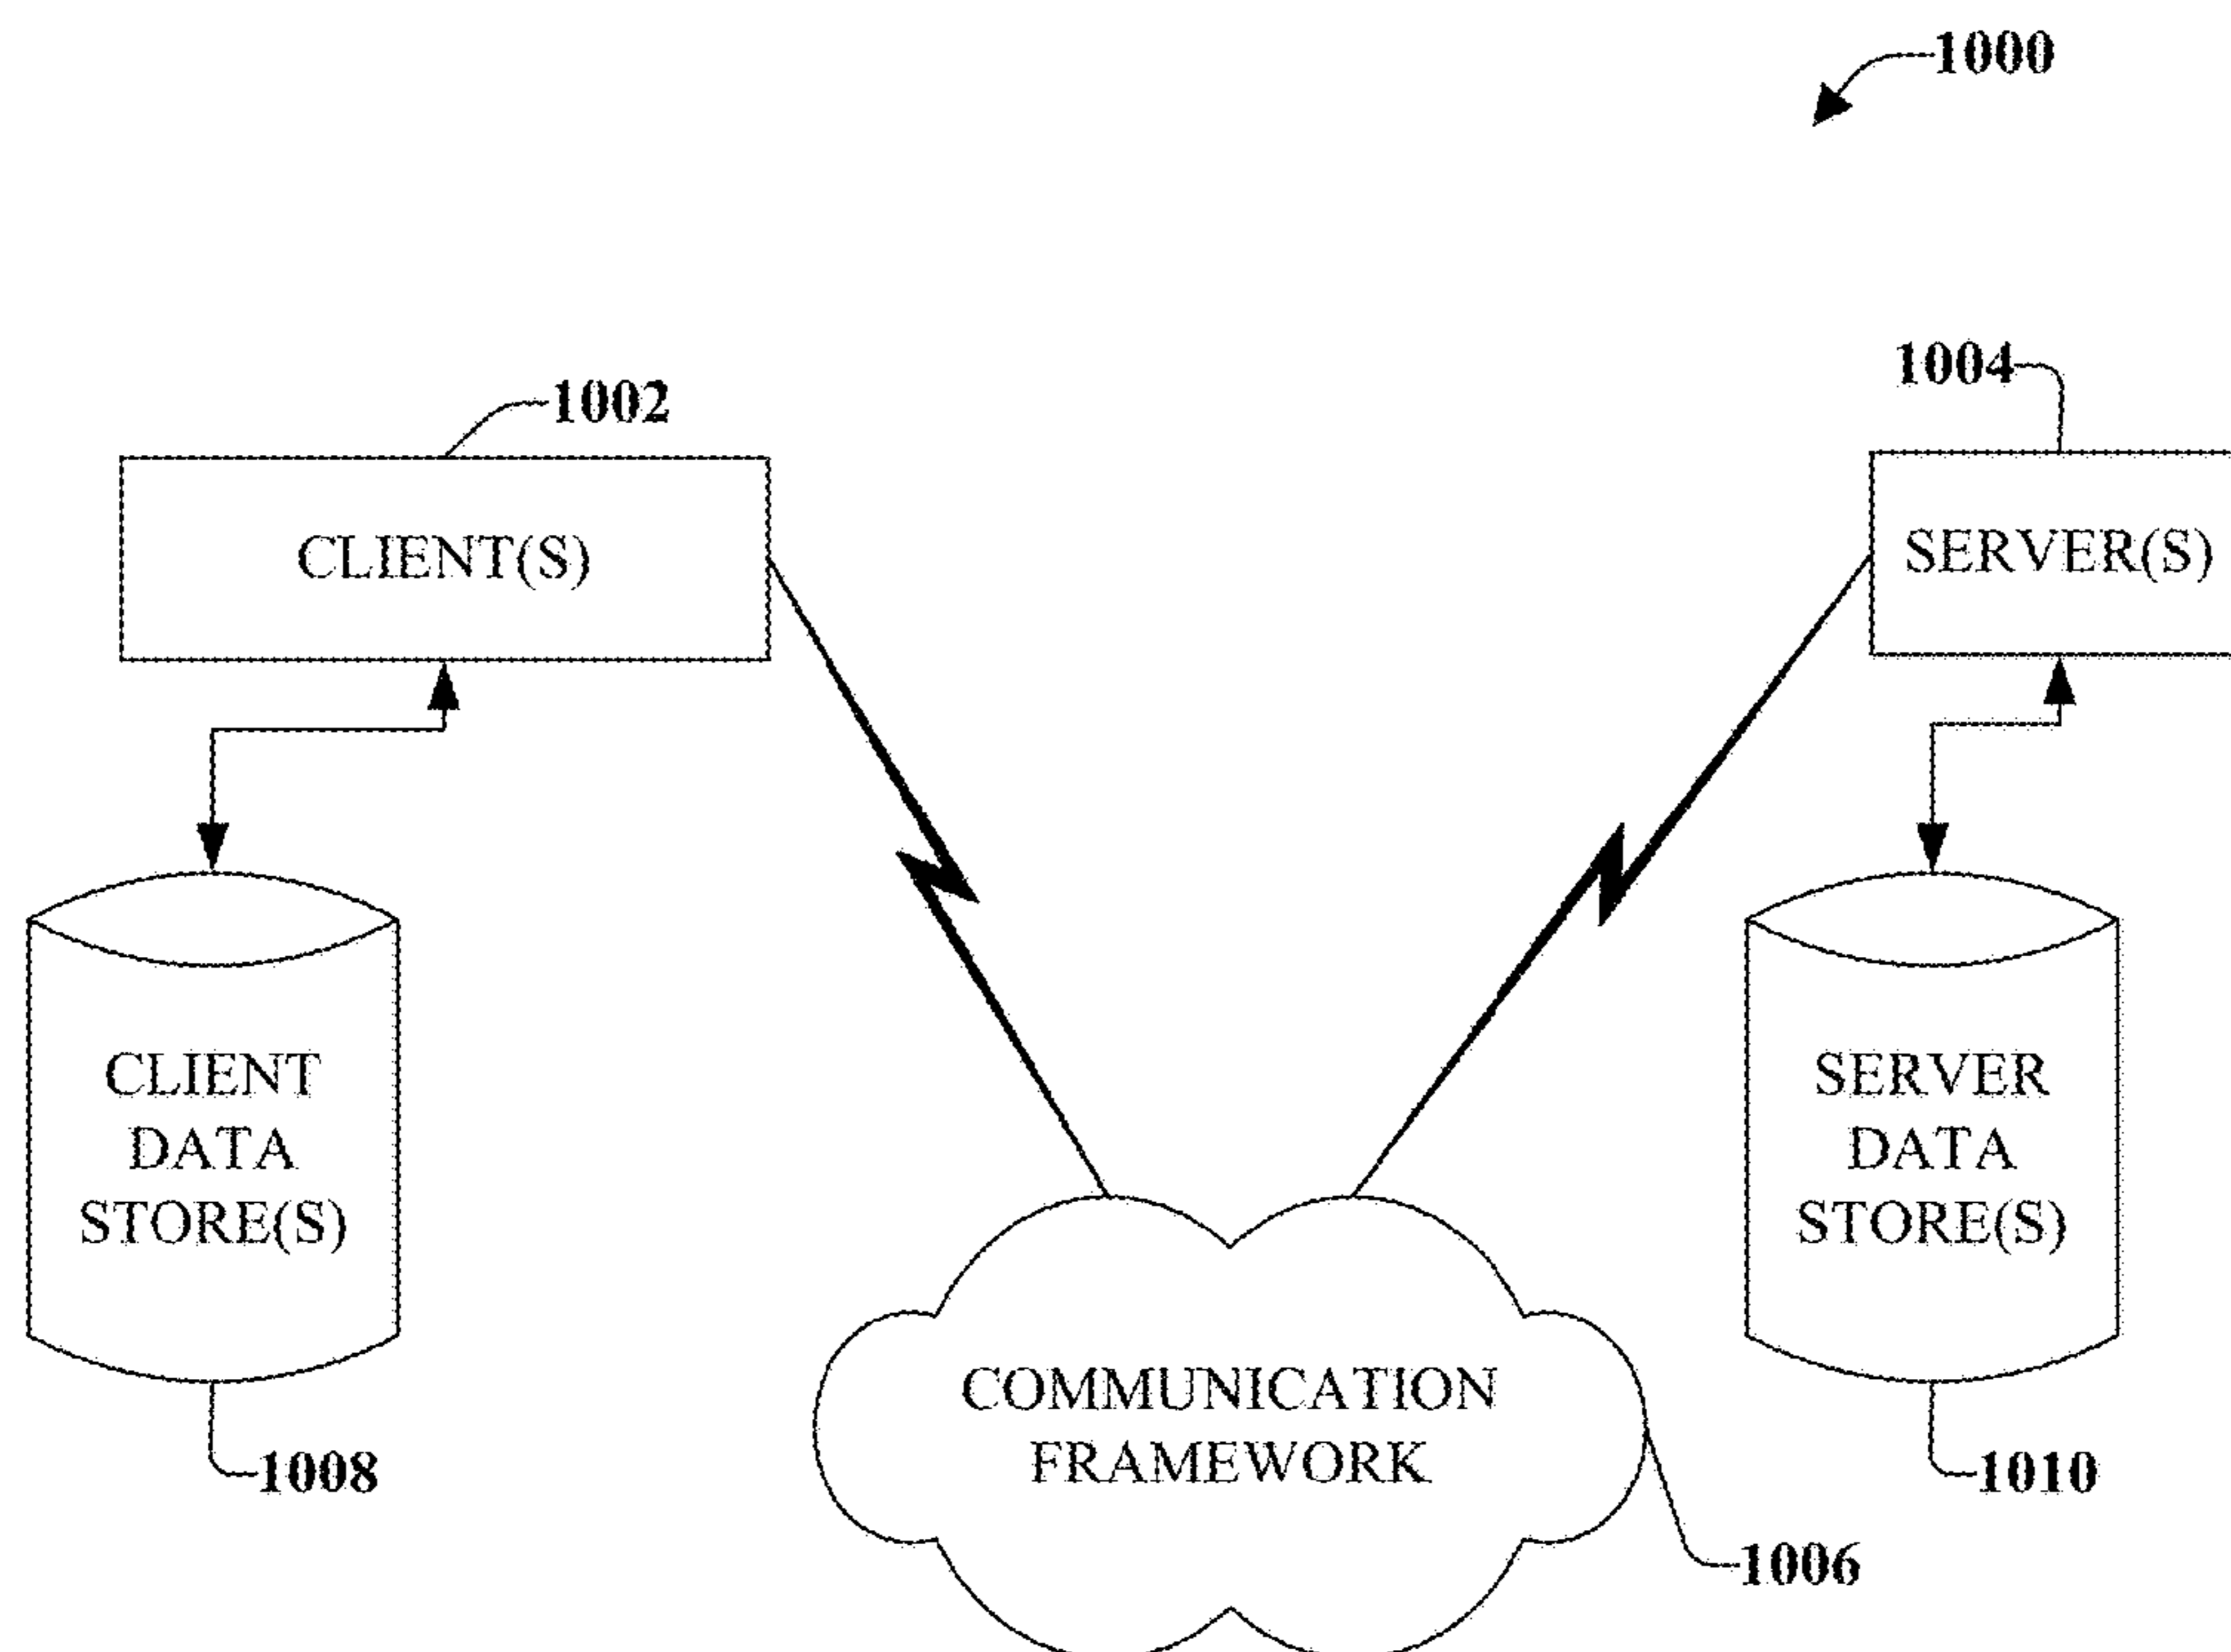 1000
1002
1004
CLIENT(S)
SERVER(S)
CLIENT
DATA
STORE(S)
SERVER
DATA
STORE(S)
COMMUNICATION
FRAMEWORK
1008
1010
1006